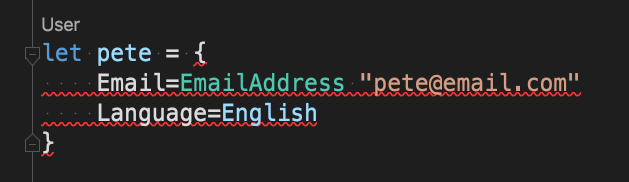 User
let pete = {
    Email=EmailAddress "pete@email.com"
    Language=English
}